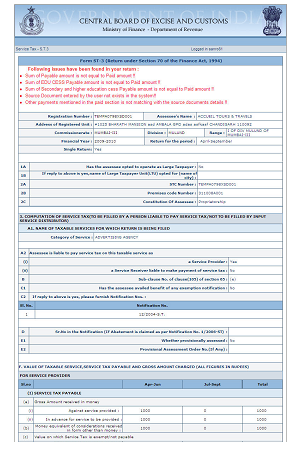 CENTRAL BOARD OF EXCISE AND CUSTOMS
Ministry of Finance - Department of Revenue
Service Tax - S.T.3
Logged in as
Form ST-3 (Return under Section 70 of the Finance Act, 1994)
Following issues have been found in your return :
Sum of Payable amount is not equal to Paid amount !!
Sum of EDU CESS Payable amount is not equal to Paid amount !!
Sum of Secondary and higher education cess Payable amount is not equal to Paid amount !!
Source Document entered by the user not exists in the system!!
Other payments mentioned in the paid section is not matching with the source documents details !!
Registration Number :
Assessee's Name : ACCUEIL TOURS & TRAVELS
Address of Registered Unit :
Commissionerate : MUMBAI-III
Division : MULUND
Range :
Financial Year : 2009-2010
Return for the period : April-September
Single Return : Yes
1A Has the assessee opted to operate as Large Taxpayer : No
1B If reply to above is yes,name of Large Taxpayer Unit(LTU) opted for (name of city) :
2A STC Number :
2B Premises code Number :
2C Constitution Of Assessee : Proprietorship
3. COMPUTATION OF SERVICE TAX(TO BE FILLED BY A PERSON LIABLE TO PAY SERVICE TAX/NOT TO BE FILLED BY INPUT SERVICE DISTRIBUTOR)
A1. NAME OF TAXABLE SERVICES FOR WHICH RETURN IS BEING FILED
Category of Service : ADVERTISING AGENCY
A2 Assessee is liable to pay service tax on this taxable service as
(i) a Service Provider : Yes
(ii) a Service Receiver liable to make payment of service tax : No
B Sub-clause No. of clause(105) of section 65 :
C1 Has the assessee availed benefit of any exemption notification : No
C2 If reply to above is yes, please furnish Notification Nos. :
Sl.No. Notification No.
1 12/2004-S.T.
D Sr.No in the Notification (If Abatement is claimed as per Notification No. 1/2006-ST) :
E1 Whether provisionally assessed : No
E2 Provisional Assessment Order No.(If Any) :
F. VALUE OF TAXABLE SERVICE,SERVICE TAX PAYABLE AND GROSS AMOUNT CHARGED (ALL FIGURES IN RUPEES)
FOR SERVICE PROVIDER
Sl.no Apr-Jun Jul-Sept Total
(I) SERVICE TAX PAYABLE
(a) Gross Amount received in money
(i) Against service provided : 1000 0 1000
(ii) In advance for service to be provided : 1000 0 1000
(b) Money equivalent of considerations received in form other than money : 1000 0 1000
(c) Value on which Service Tax is exempt/not payable